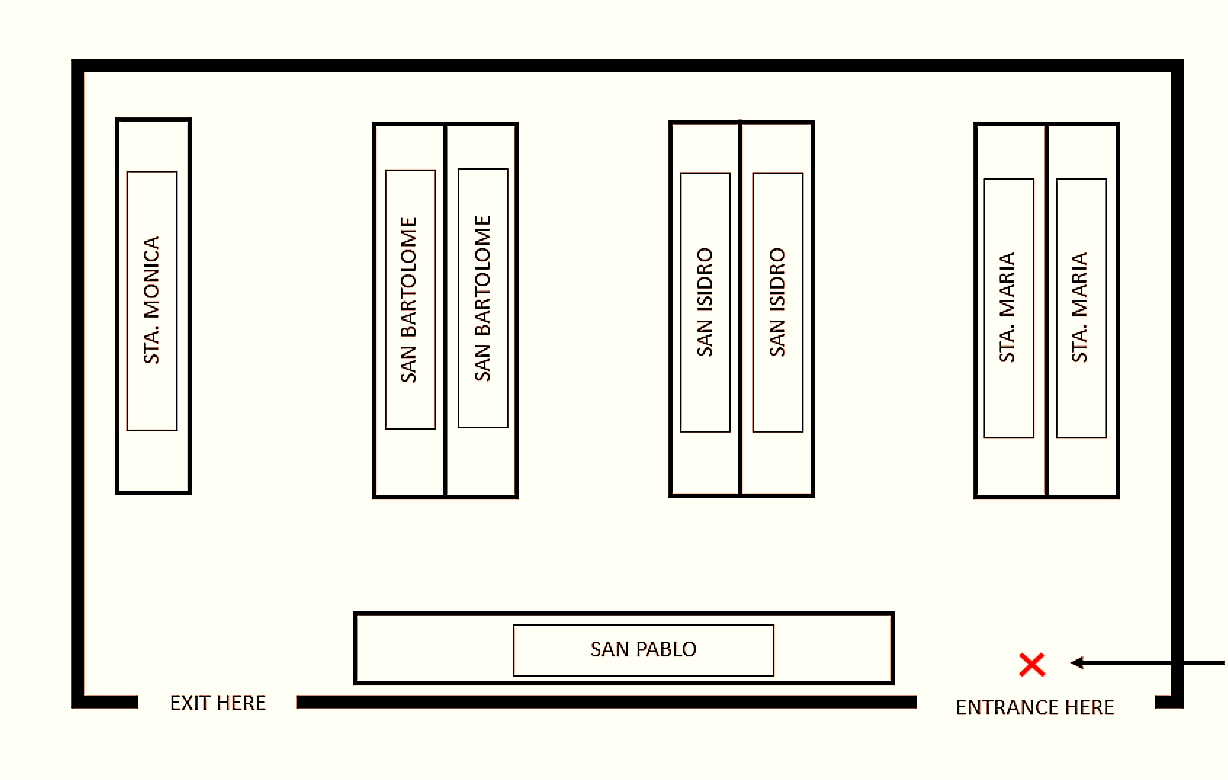 STA. MONICA
SAN BARTOLOME
SAN BARTOLOME
SAN ISIDRO
SAN ISIDRO
STA. MARIA
STA. MARIA
SAN PABLO
EXIT HERE
ENTRANCE HERE